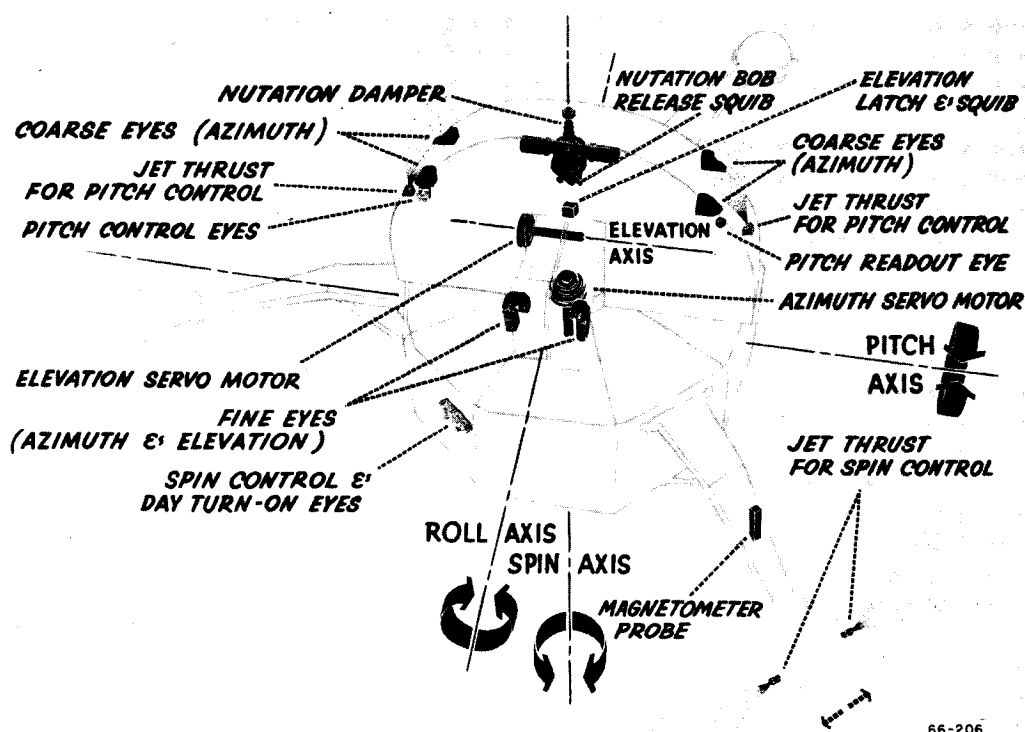 NUTATION DAMPER
NUTATION BOB
RELEASE SQUIB
ELEVATION
LATCH & SQUIB
COARSE EYES (AZIMUTH)
COARSE EYES
(AZIMUTH)
JET THRUST
FOR PITCH CONTROL
JET THRUST
FOR PITCH CONTROL
PITCH CONTROL EYES
ELEVATION
AXIS
PITCH READOUT EYE
AZIMUTH SERVO MOTOR
PITCH
AXIS
ELEVATION SERVO MOTOR
FINE EYES
(AZIMUTH & ELEVATION)
JET THRUST
FOR SPIN CONTROL
SPIN CONTROL &
DAY TURN-ON EYES
ROLL AXIS
SPIN AXIS
MAGNETOMETER
PROBE
66-206